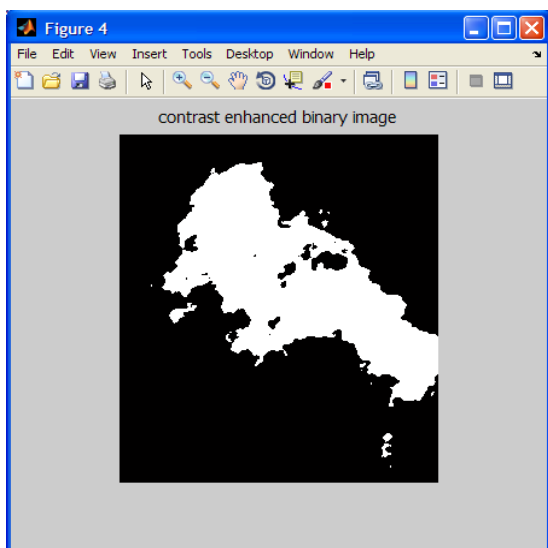 Figure 4
File Edit View Insert Tools Desktop Window Help
contrast enhanced binary image